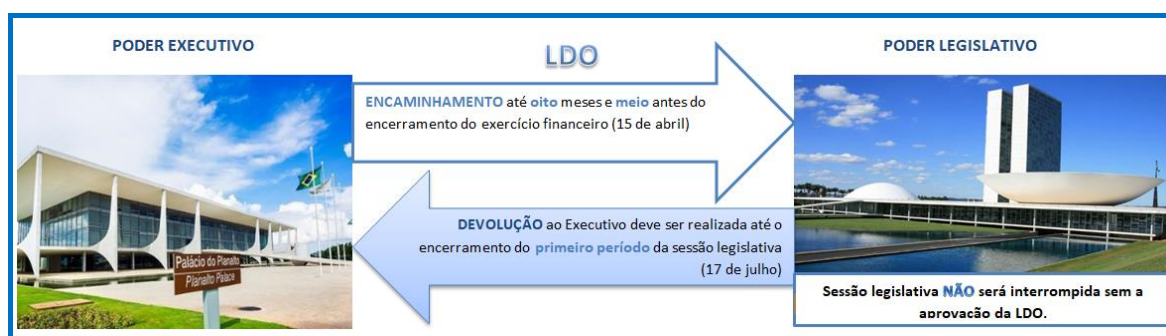 PODER EXECUTIVO
LDO
PODER LEGISLATIVO
ENCAMINHAMENTO até oito meses e meio antes do
encerramento do exercício financeiro (15 de abril)
DEVOLUÇÃO ao Executivo deve ser realizada até o
encerramento do primeiro período da sessão legislativa
(17 de julho)
Palácio do Planalto
Planalto Palace
Sessão legislativa NÃO será interrompida sem a
aprovação da LDO.